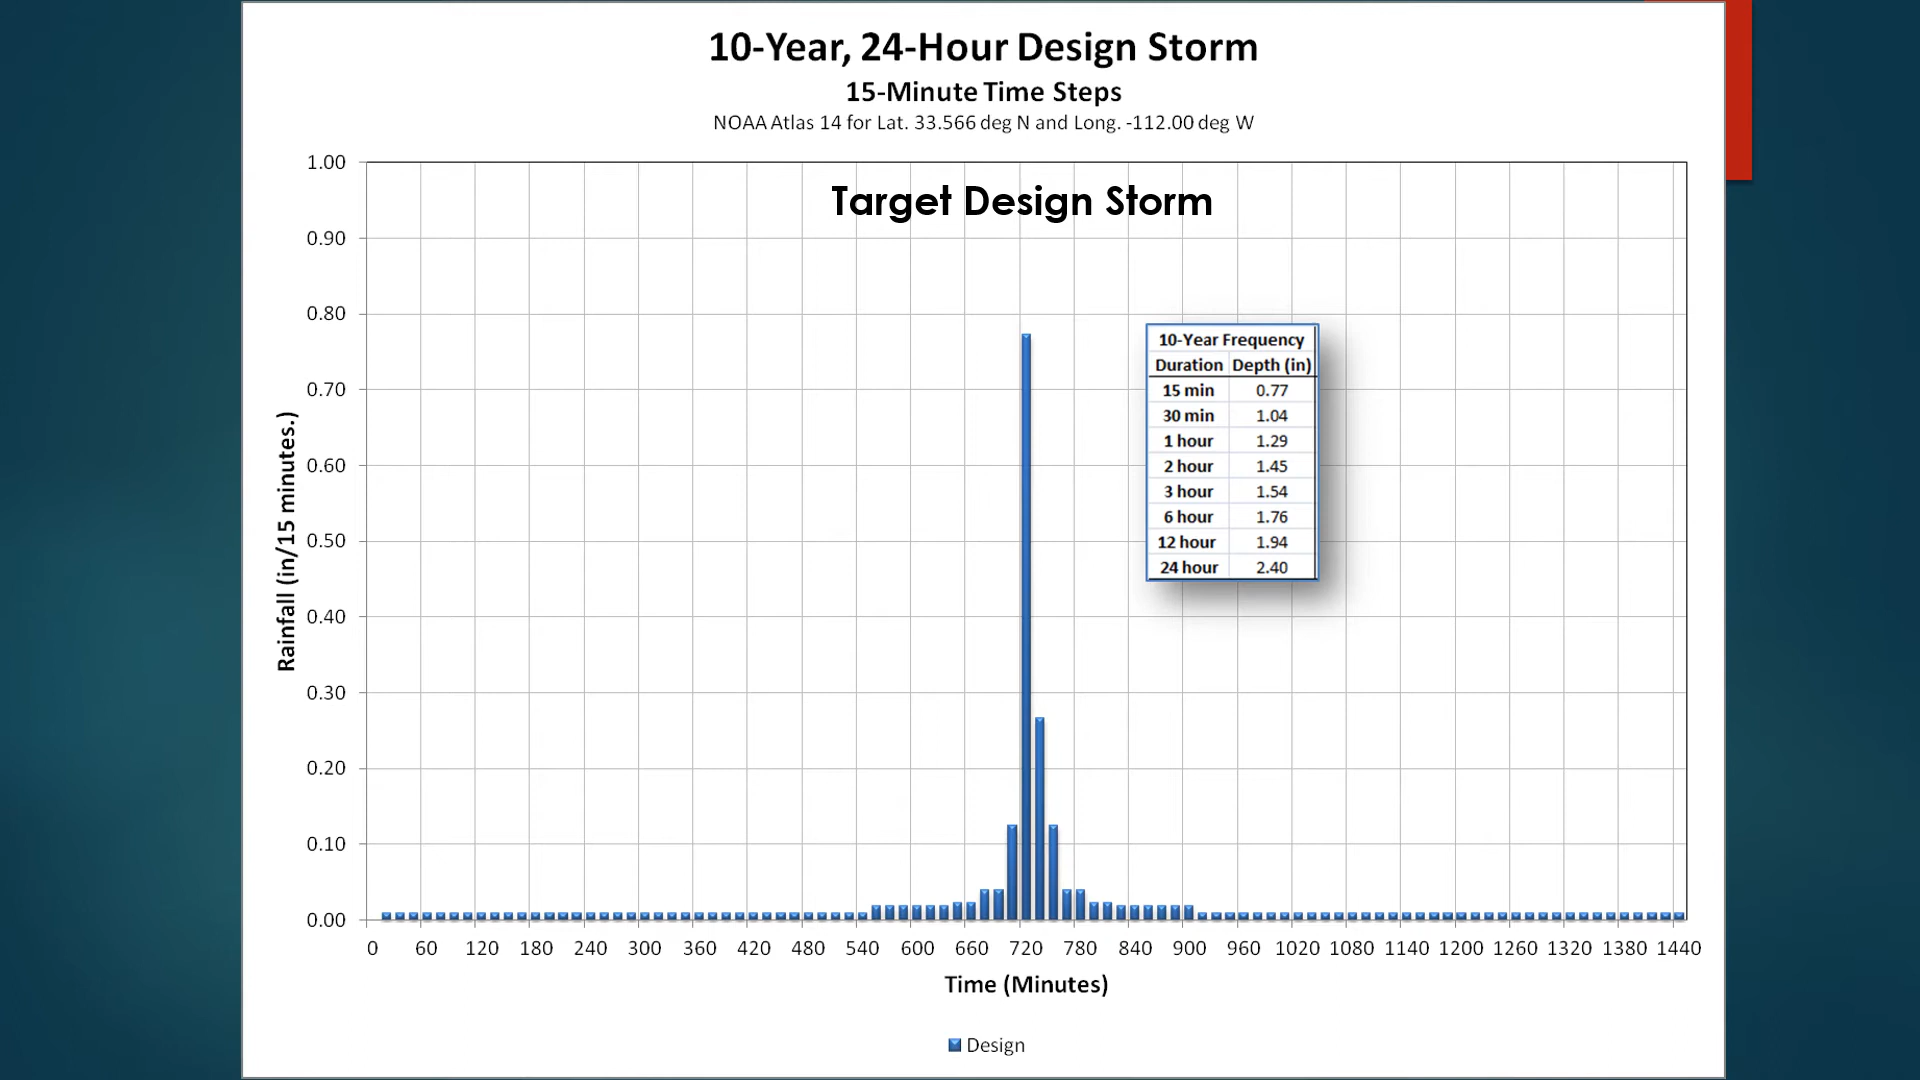 10-Year, 24-Hour Design Storm
15-Minute Time Steps
NOAA Atlas 14 for Lat. 33.566 deg N and Long. -112.00 deg W
Target Design Storm
1.00
0.90
0.80
0.70
0.60
0.50
0.40
0.30
0.20
0.10
0.00
Rainfall (in/15 minutes.)
10-Year Frequency
Duration Depth (in)
15 min 0.77
30 min 1.04
1 hour 1.29
2 hour 1.45
3 hour 1.54
6 hour 1.76
12 hour 1.94
24 hour 2.40
0 60 120 180 240 300 360 420 480 540 600 660 720 780 840 900 960 1020 1080 1140 1200 1260 1320 1380 1440
Time (Minutes)
Design